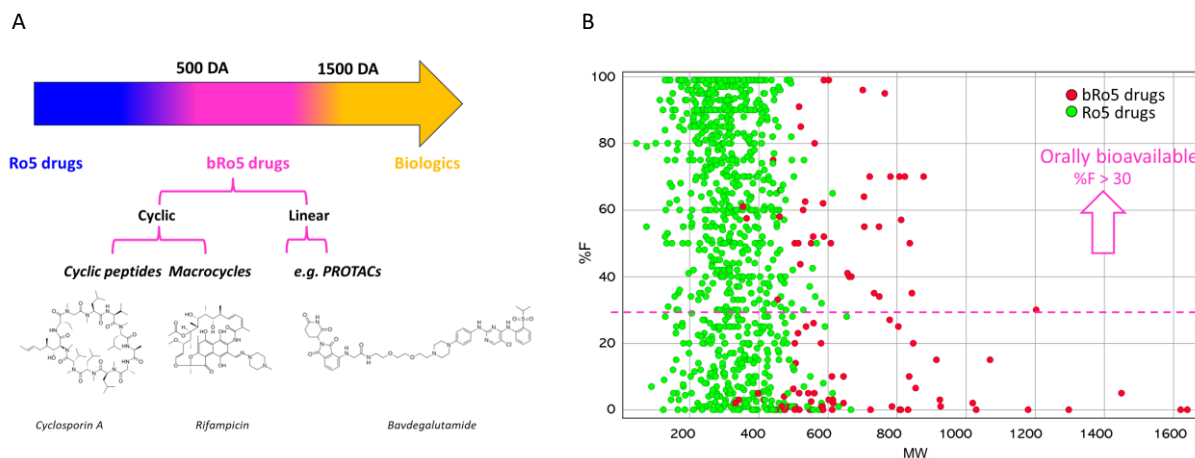 A
500 DA
1500 DA
Ro5 drugs
bRo5 drugs
Biologics
Cyclic
Linear
Cyclic peptides
Macrocycles
e.g. PROTACs
Cyclosporin A
Rifampicin
Bavdegalutamide
B
100
80
60
40
20
0
%F
200
400
600
800
1000
1200
1400
1600
MW
bRo5 drugs
Ro5 drugs
Orally bioavailable
%F > 30